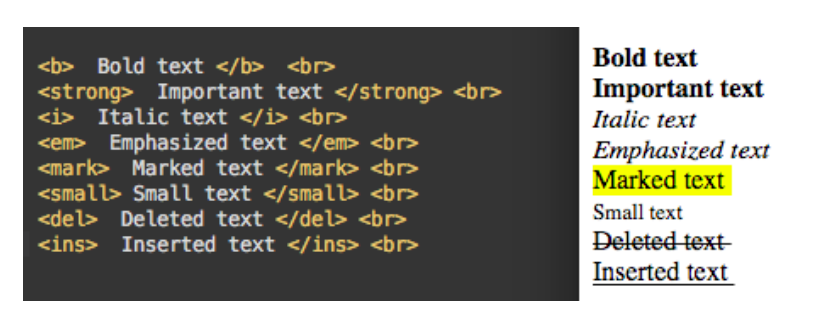 <b>  Bold text </b>  <br>
<strong>  Important text </strong> <br>
<i>  Italic text </i> <br>
<em>  Emphasized text </em> <br>
<mark>  Marked text </mark> <br>
<small> Small text </small> <br>
<del>  Deleted text </del> <br>
<ins>  Inserted text </ins> <br>
Bold text
Important text
Italic text
Emphasized text
Marked text
Small text
Deleted text
Inserted text